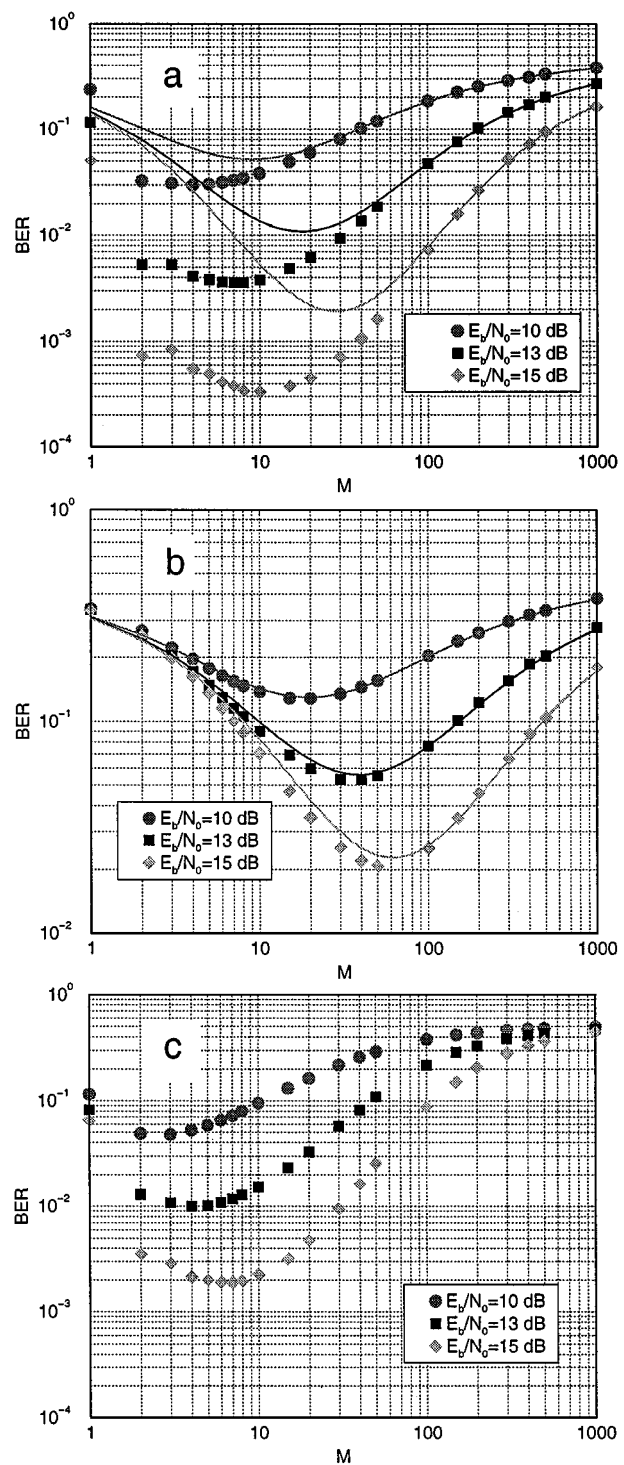 10⁰
a
10⁻¹
BER
10⁻²
10⁻³
E_b/N_o=10 dB
E_b/N_o=13 dB
E_b/N_o=15 dB
10⁻⁴
1 10 100 1000
M
10⁰
b
BER
10⁻¹
E_b/N_o=10 dB
E_b/N_o=13 dB
E_b/N_o=15 dB
10⁻²
1 10 100 1000
M
10⁰
c
10⁻¹
BER
10⁻²
10⁻³
E_b/N_o=10 dB
E_b/N_o=13 dB
E_b/N_o=15 dB
10⁻⁴
1 10 100 1000
M